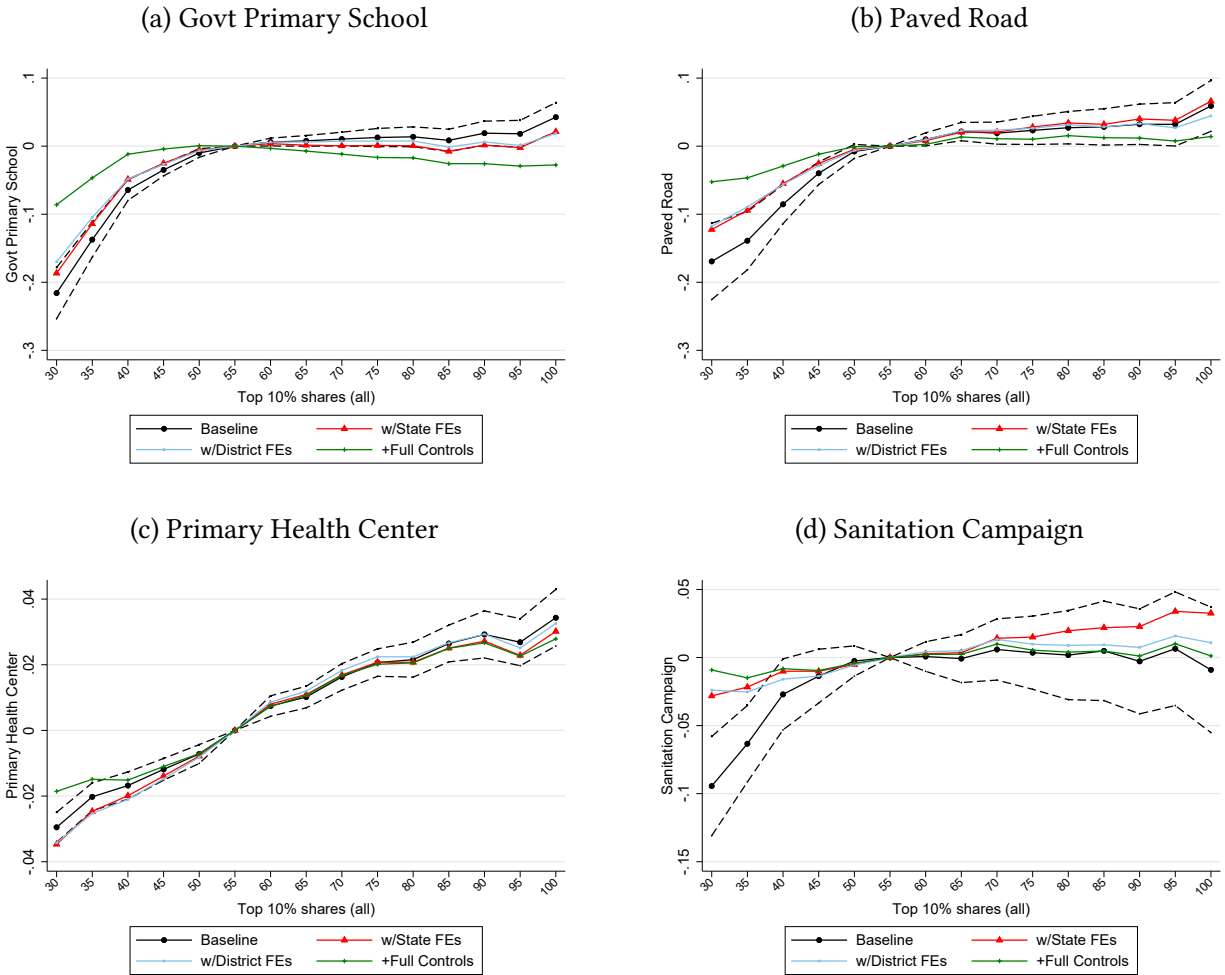 (a) Govt Primary School
Govt Primary School
.1
0
-.1
-.2
-.3
30 35 40 45 50 55 60 65 70 75 80 85 90 95 100
Top 10% shares (all)
Baseline w/State FEs
w/District FEs +Full Controls
(b) Paved Road
Paved Road
.1
0
-.1
-.2
-.3
30 35 40 45 50 55 60 65 70 75 80 85 90 95 100
Top 10% shares (all)
Baseline w/State FEs
w/District FEs +Full Controls
(c) Primary Health Center
Primary Health Center
.04
.02
0
-.02
-.04
30 35 40 45 50 55 60 65 70 75 80 85 90 95 100
Top 10% shares (all)
Baseline w/State FEs
w/District FEs +Full Controls
(d) Sanitation Campaign
Sanitation Campaign
.05
0
-.05
-.1
-.15
30 35 40 45 50 55 60 65 70 75 80 85 90 95 100
Top 10% shares (all)
Baseline w/State FEs
w/District FEs +Full Controls